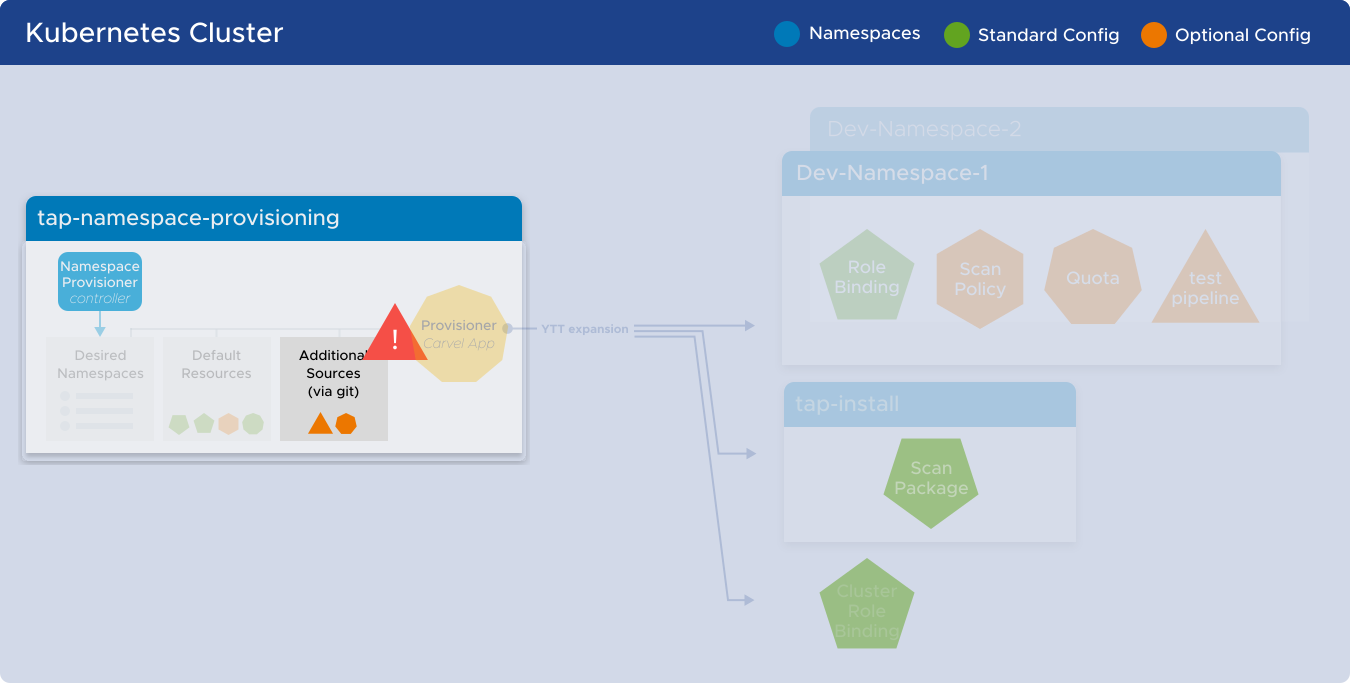 Kubernetes Cluster
Namespaces
Standard Config
Optional Config
Dev-Namespace-2
Dev-Namespace-1
Role
Binding
Scan
Policy
Quota
test
pipeline
tap-namespace-provisioning
Namespace
Provisioner
controller
Desired
Namespaces
Default
Resources
Additional
Sources
(via git)
!
Provisioner
Carvel App
YTT expansion
tap-install
Scan
Package
Cluster
Role
Binding